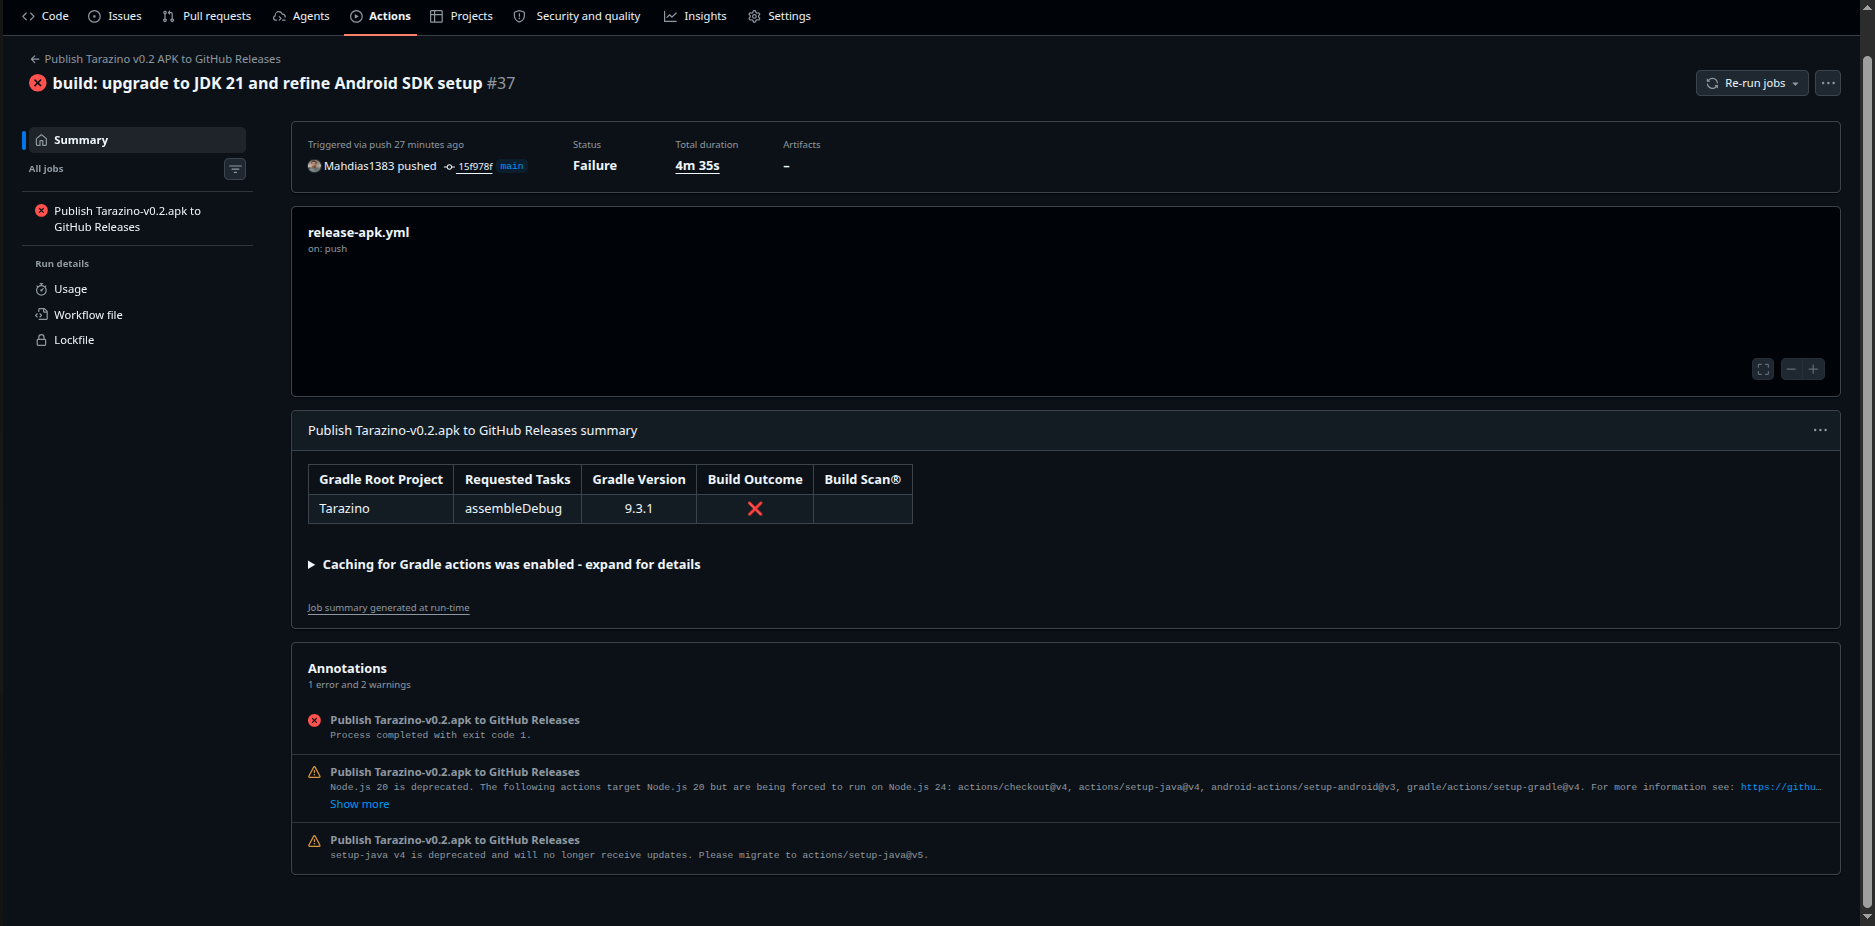 Code Issues Pull requests Agents Actions Projects Security and quality Insights Settings
Publish Tarazino v0.2 APK to GitHub Releases
build: upgrade to JDK 21 and refine Android SDK setup #37
Re-run jobs
Summary
All jobs
Publish Tarazino-v0.2.apk to
GitHub Releases
Run details
Usage
Workflow file
Lockfile
Triggered via push 27 minutes ago
Mahdias1383 pushed 15f978f main
Status
Failure
Total duration
4m 35s
Artifacts
–
release-apk.yml
on: push
Publish Tarazino-v0.2.apk to GitHub Releases summary
Gradle Root Project Requested Tasks Gradle Version Build Outcome Build Scan®
Tarazino assembleDebug 9.3.1 ❌
Caching for Gradle actions was enabled - expand for details
Job summary generated at run-time
Annotations
1 error and 2 warnings
Publish Tarazino-v0.2.apk to GitHub Releases
Process completed with exit code 1.
Publish Tarazino-v0.2.apk to GitHub Releases
Node.js 20 is deprecated. The following actions target Node.js 20 but are being forced to run on Node.js 24: actions/checkout@v4, actions/setup-java@v4, android-actions/setup-android@v3, gradle/actions/setup-gradle@v4. For more information see: https://githu…
Show more
Publish Tarazino-v0.2.apk to GitHub Releases
setup-java v4 is deprecated and will no longer receive updates. Please migrate to actions/setup-java@v5.